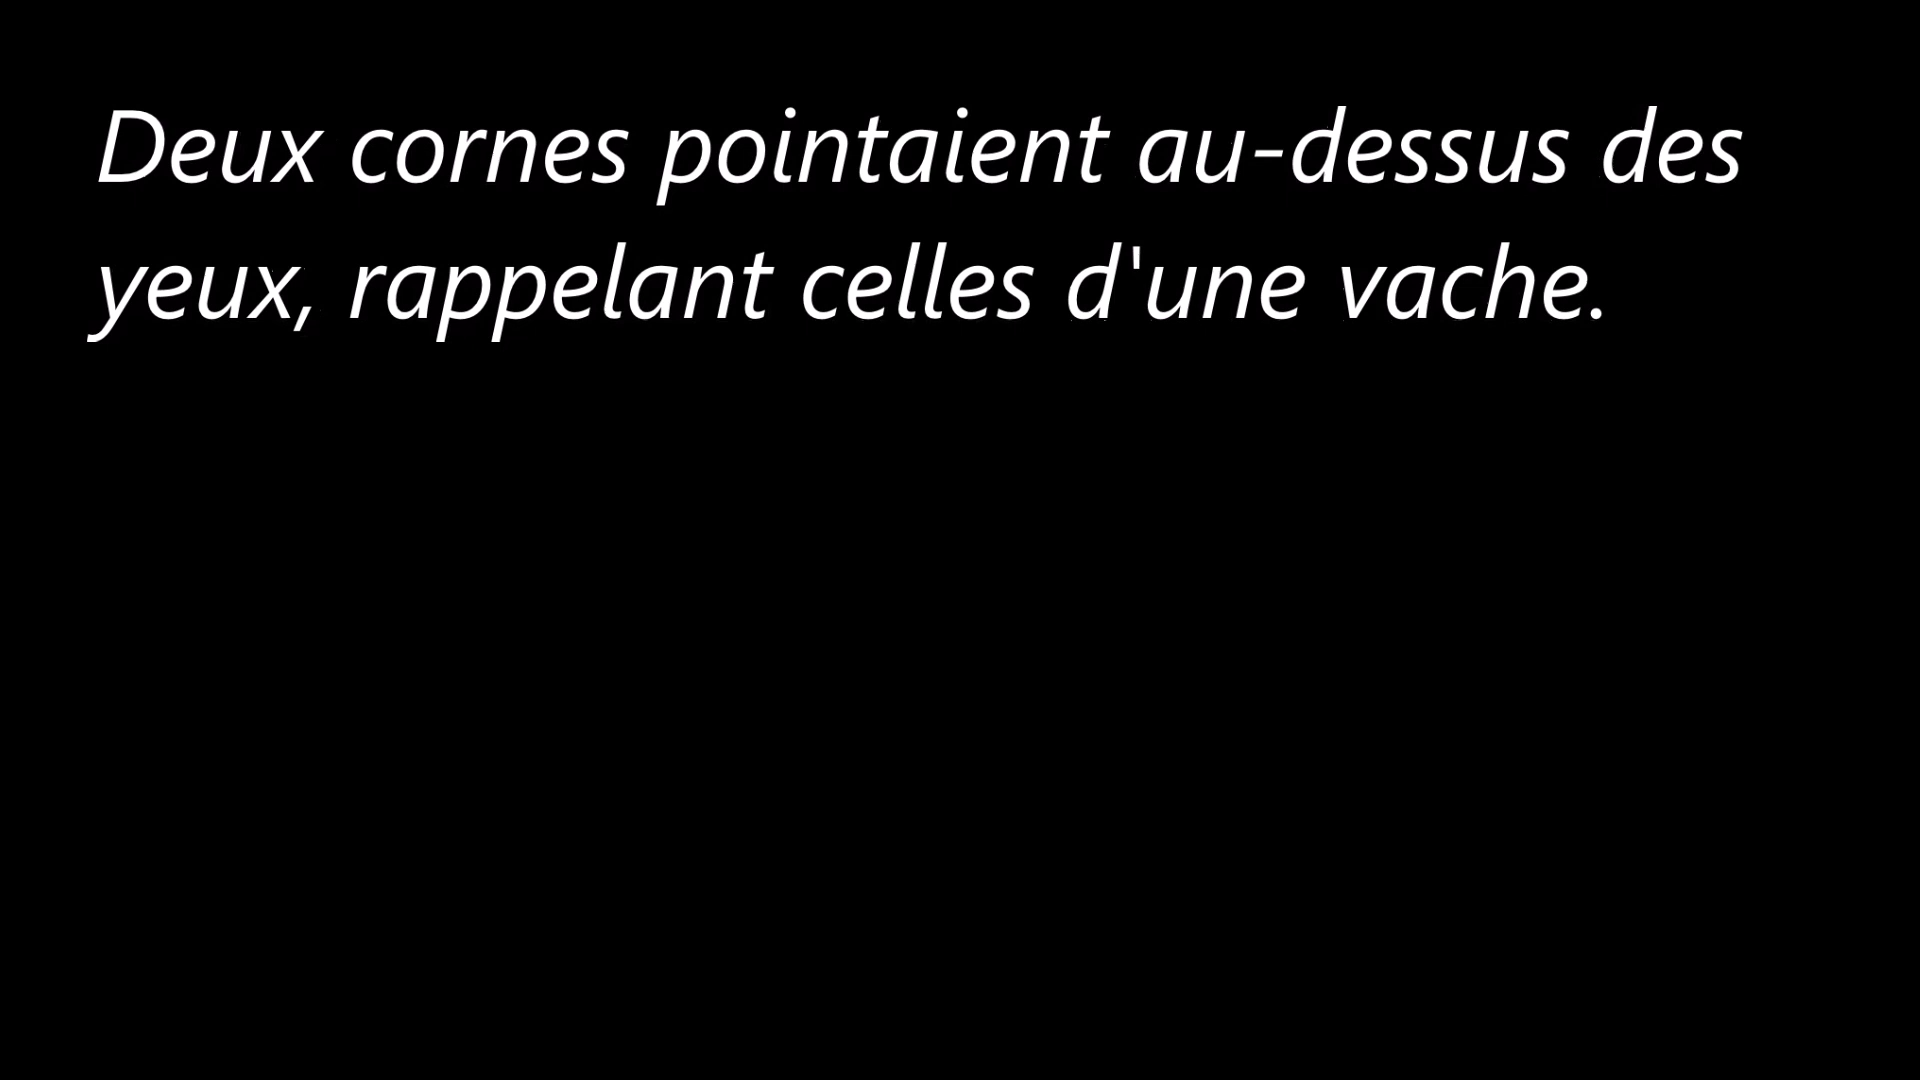 Deux cornes pointaient au-dessus des
yeux, rappelant celles d'une vache.